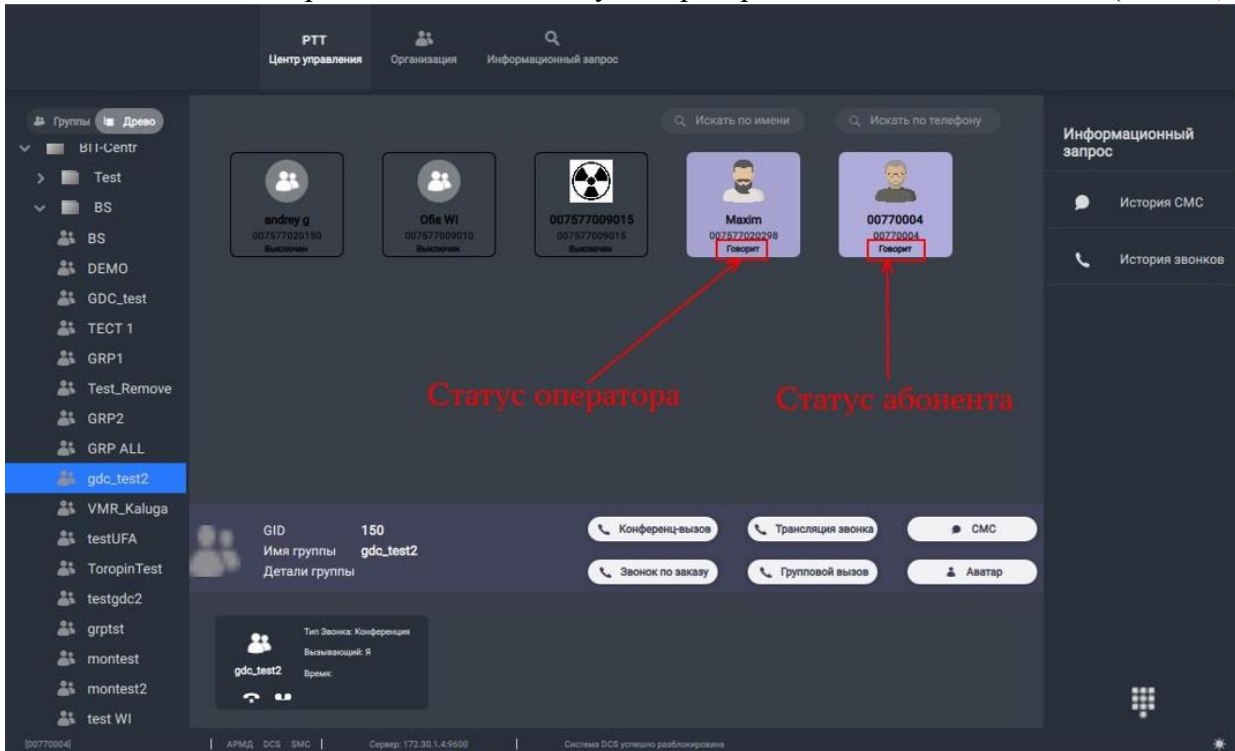 PTT
Центр управления
Организация
Информационный запрос
Группы
Древо
BTT-Centr
Test
BS
BS
DEMO
GDC_test
ТЕСТ 1
GRP1
Test_Remove
GRP2
GRP ALL
gdc_test2
VMR_Kaluga
testUFA
ToropinTest
testgdc2
grptst
montest
montest2
test WI
Искать по имени
Искать по телефону
andrey g
007577020150
Выключен
Ofis WI
007577009010
Выключен
007577009015
007577009015
Выключен
Maxim
007577020298
Говорит
00770004
00770004
Говорит
Статус оператора
Статус абонента
GID 150
Имя группы gdc_test2
Детали группы
Конференц-вызов
Трансляция звонка
СМС
Звонок по заказу
Групповой вызов
Аватар
gdc_test2
Тип Звонка: Конференция
Вызывающий: Я
Время:
Информационный
запрос
История СМС
История звонков
[00770004] | АРМД DCS SMC | Сервер: 172.30.1.4:9600 | Система DCS успешно разблокирована